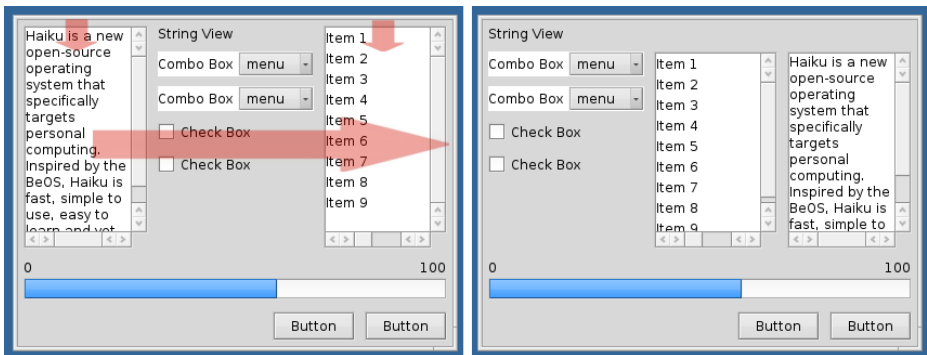 Haiku is a new
open-source
operating
system that
specifically
targets
personal
computing.
Inspired by the
BeOS, Haiku is
fast, simple to
use, easy to
learn and yet
String View
Combo Box menu
Combo Box menu
Check Box
Check Box
Item 1
Item 2
Item 3
Item 4
Item 5
Item 6
Item 7
Item 8
Item 9
0 100
Button Button
String View
Combo Box menu
Combo Box menu
Check Box
Check Box
Item 1
Item 2
Item 3
Item 4
Item 5
Item 6
Item 7
Item 8
Item 9
Haiku is a new
open-source
operating
system that
specifically
targets
personal
computing.
Inspired by the
BeOS, Haiku is
fast, simple to
0 100
Button Button